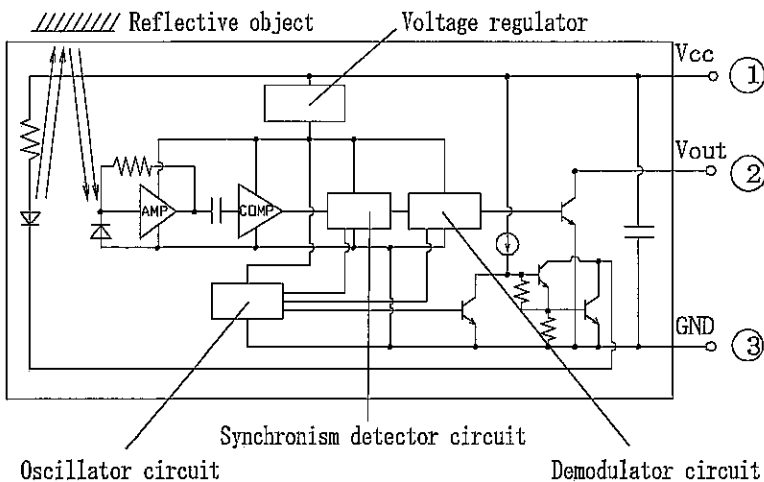 Reflective object
Voltage regulator
Vcc
①
Vout
②
AMP
COMP
GND
③
Synchronism detector circuit
Oscillator circuit
Demodulator circuit